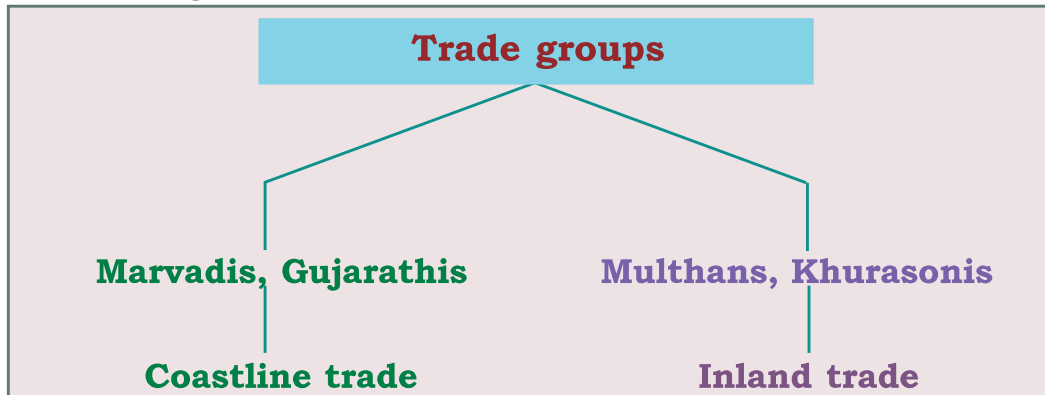 Trade groups
Marvadis, Gujarathis
Multhans, Khurasonis
Coastline trade
Inland trade